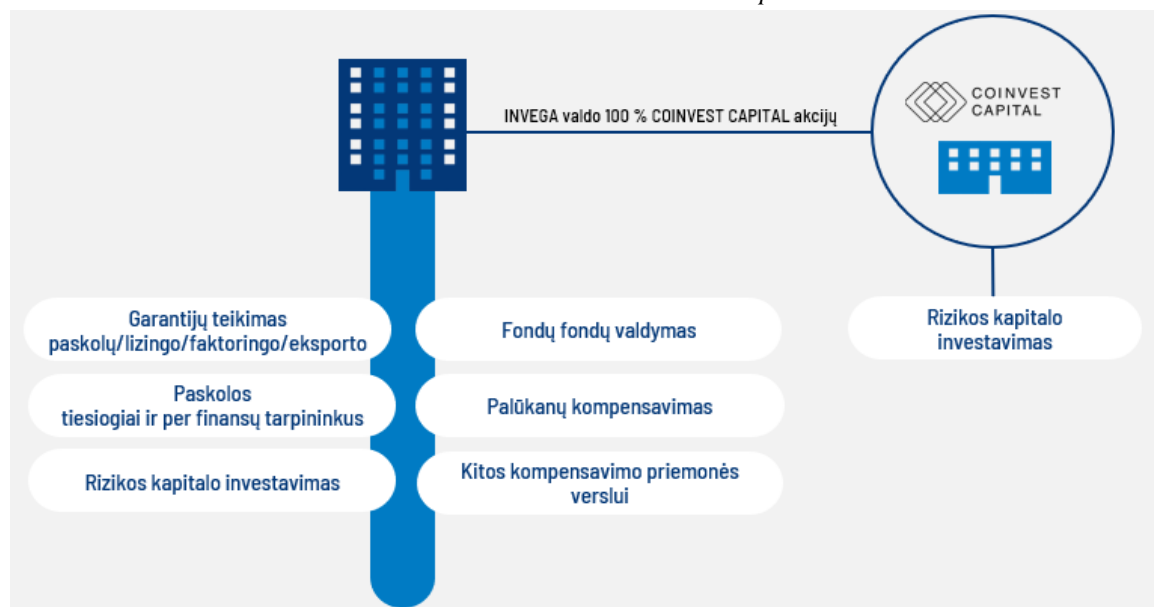 INVEGA valdo 100 % COINVEST CAPITAL akcijų
COINVEST
CAPITAL
Garantijų teikimas
paskolų/lizingo/faktoringo/eksporto
Fondų fondų valdymas
Rizikos kapitalo
investavimas
Paskolos
tiesiogiai ir per finansų tarpininkus
Palūkanų kompensavimas
Rizikos kapitalo investavimas
Kitos kompensavimo priemonės
verslui